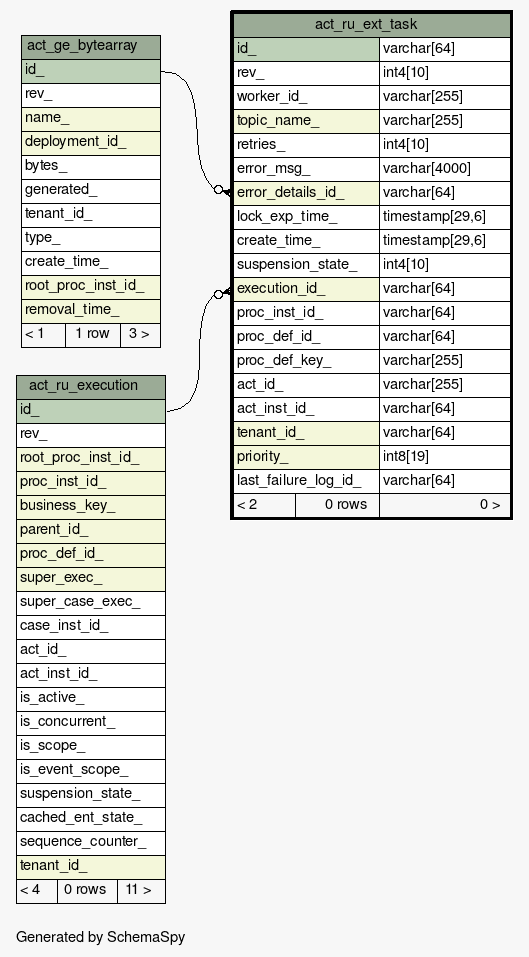 act_ge_bytearray
id_
rev_
name_
deployment_id_
bytes_
generated_
tenant_id_
type_
create_time_
root_proc_inst_id_
removal_time_
< 1 1 row 3 >
act_ru_execution
id_
rev_
root_proc_inst_id_
proc_inst_id_
business_key_
parent_id_
proc_def_id_
super_exec_
super_case_exec_
case_inst_id_
act_id_
act_inst_id_
is_active_
is_concurrent_
is_scope_
is_event_scope_
suspension_state_
cached_ent_state_
sequence_counter_
tenant_id_
< 4 0 rows 11 >
act_ru_ext_task
id_ varchar[64]
rev_ int4[10]
worker_id_ varchar[255]
topic_name_ varchar[255]
retries_ int4[10]
error_msg_ varchar[4000]
error_details_id_ varchar[64]
lock_exp_time_ timestamp[29,6]
create_time_ timestamp[29,6]
suspension_state_ int4[10]
execution_id_ varchar[64]
proc_inst_id_ varchar[64]
proc_def_id_ varchar[64]
proc_def_key_ varchar[255]
act_id_ varchar[255]
act_inst_id_ varchar[64]
tenant_id_ varchar[64]
priority_ int8[19]
last_failure_log_id_ varchar[64]
< 2 0 rows 0 >
Generated by SchemaSpy